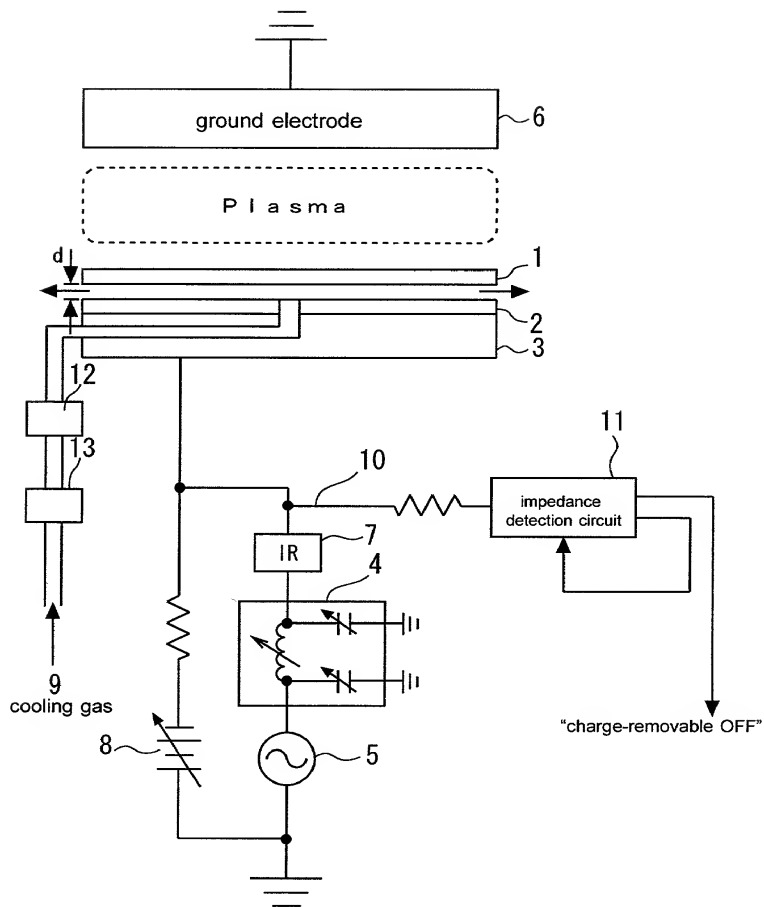 ground electrode
6
Plasma
d
1
2
3
12
13
11
10
impedance
detection circuit
7
IR
4
9
cooling gas
8
5
“charge-removable OFF”